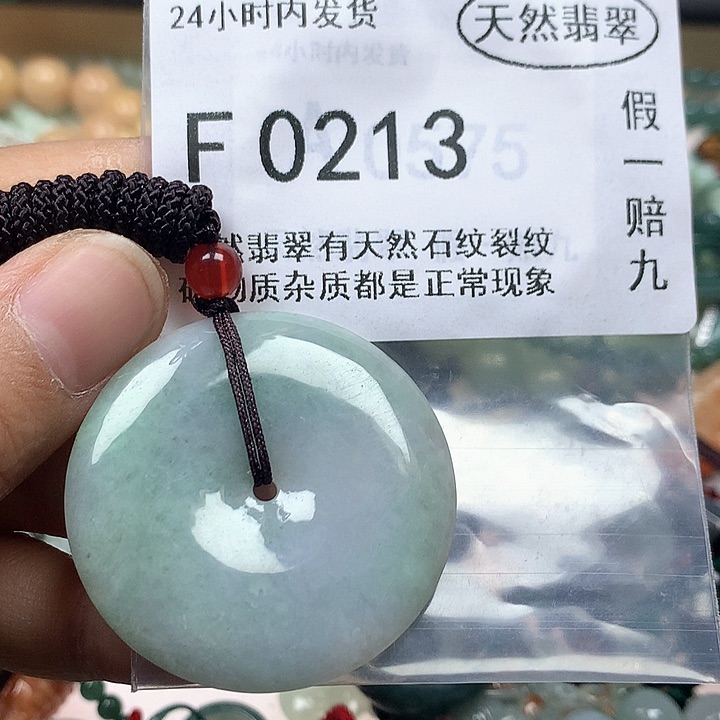 24小时内发货
天然翡翠
F 0213
假一赔九
然翡翠有天然石纹裂纹
物质杂质都是正常现象